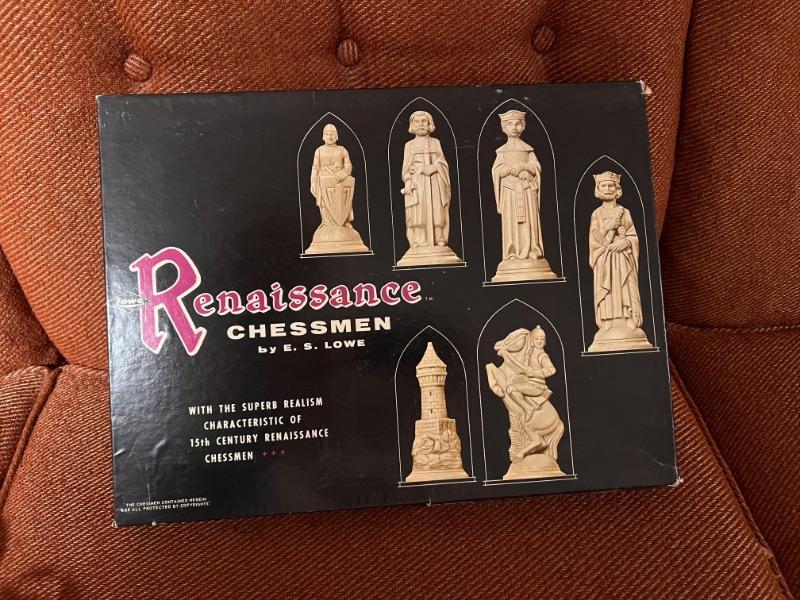 lowe
Renaissance TM
CHESSMEN
by E. S. LOWE
WITH THE SUPERB REALISM
CHARACTERISTIC OF
15th CENTURY RENAISSANCE
CHESSMEN +++
THE CHESSMEN CONTAINED HEREIN
ARE ALL PROTECTED BY COPYRIGHTS